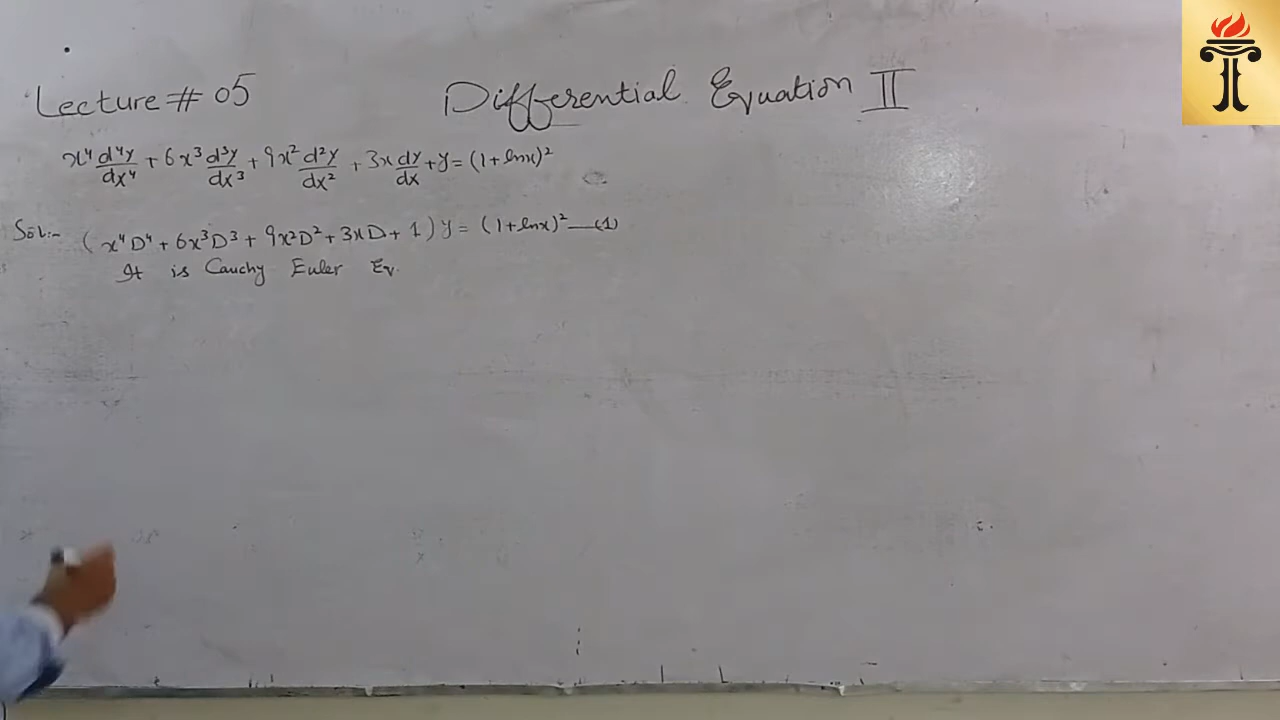 Lecture # 05
Differential Equation II
x⁴ d⁴y/dx⁴ + 6x³ d³y/dx³ + 9x² d²y/dx² + 3x dy/dx + y = (1+lnx)²
Sol:- (x⁴D⁴ + 6x³D³ + 9x²D² + 3xD + 1) y = (1+lnx)² —(1)
It is Cauchy Euler Eq.